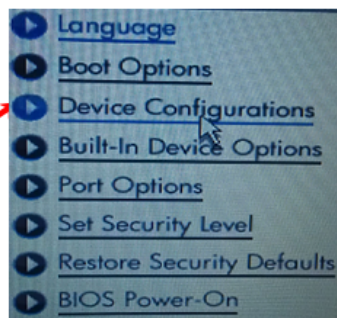 Language
Boot Options
Device Configurations
Built-In Device Options
Port Options
Set Security Level
Restore Security Defaults
BIOS Power-On